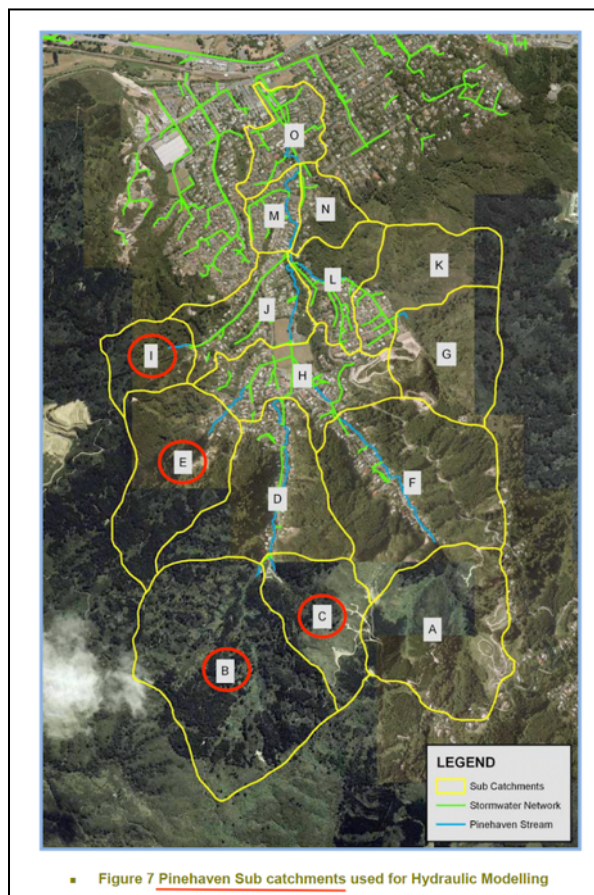 O
M
N
K
L
J
I
G
H
E
F
D
C
A
B
LEGEND
Sub Catchments
Stormwater Network
Pinehaven Stream
▪ Figure 7 Pinehaven Sub catchments used for Hydraulic Modelling